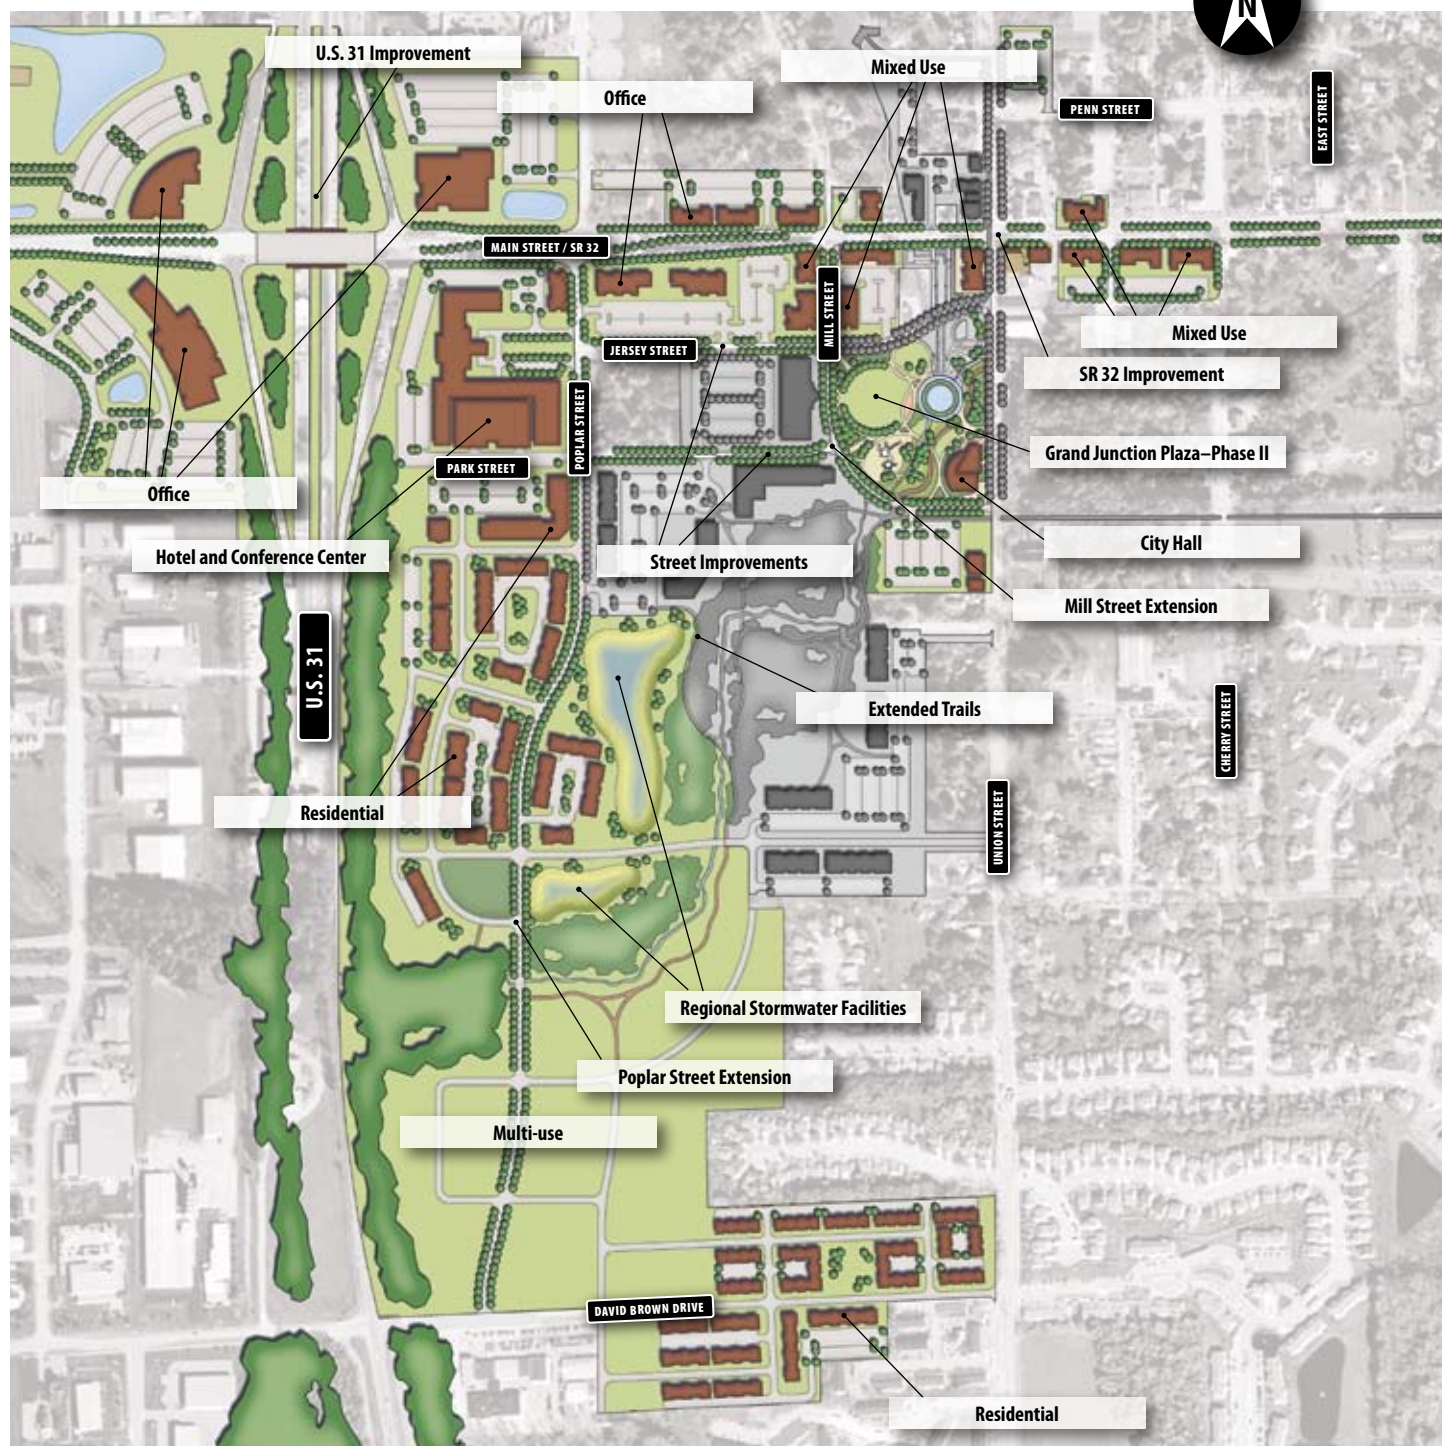 N
U.S. 31 Improvement
Mixed Use
Office
PENN STREET
EAST STREET
MAIN STREET / SR 32
MILL STREET
Mixed Use
JERSEY STREET
SR 32 Improvement
POPLAR STREET
Grand Junction Plaza–Phase II
PARK STREET
Office
City Hall
Hotel and Conference Center
Street Improvements
Mill Street Extension
U.S. 31
Extended Trails
CHERRY STREET
Residential
UNION STREET
Regional Stormwater Facilities
Poplar Street Extension
Multi-use
DAVID BROWN DRIVE
Residential